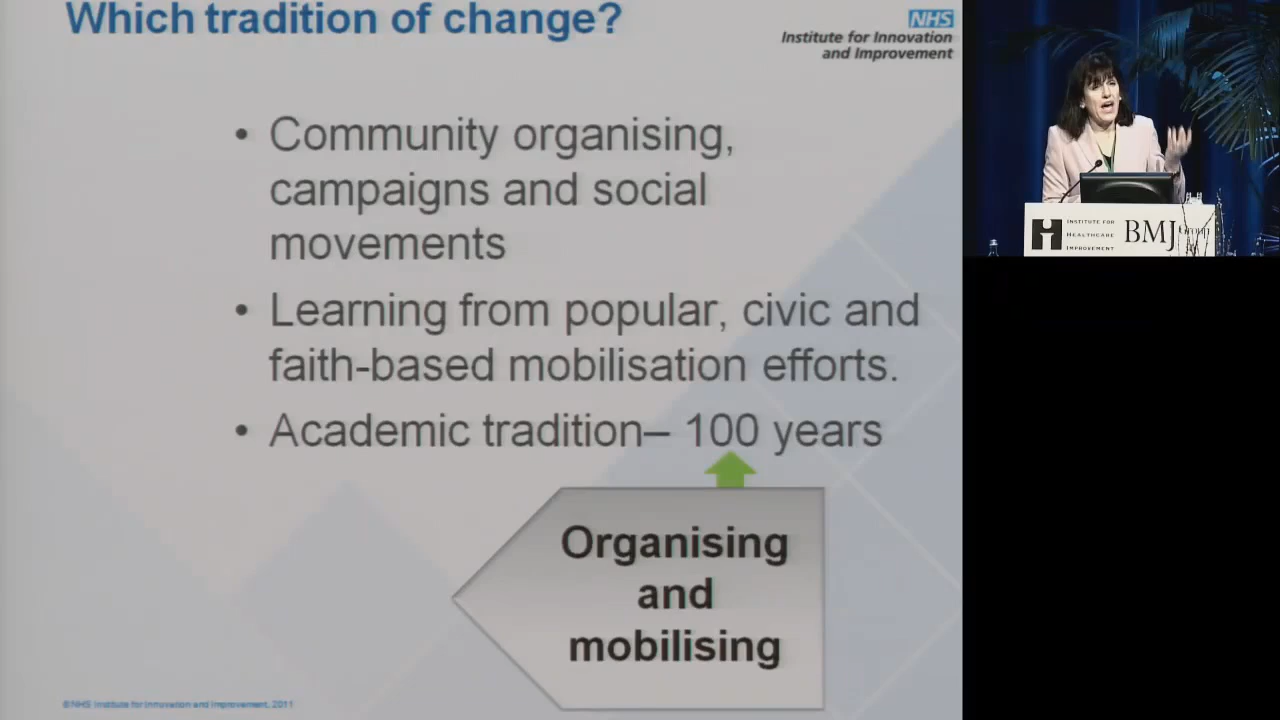 Which tradition of change?
NHS
Institute for Innovation
and Improvement
• Community organising,
campaigns and social
movements
• Learning from popular, civic and
faith-based mobilisation efforts.
• Academic tradition– 100 years
Organising
and
mobilising
©NHS Institute for Innovation and Improvement, 2011
INSTITUTE FOR
HEALTHCARE
IMPROVEMENT
BMJ